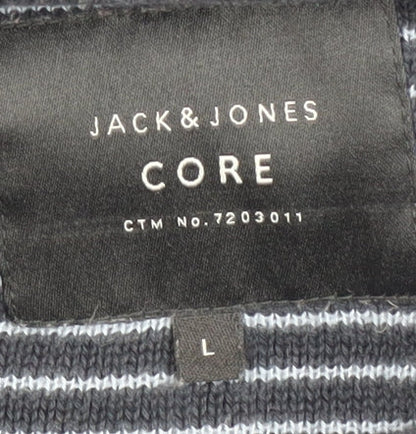 JACK & JONES
CORE
CTM No. 7203011
L